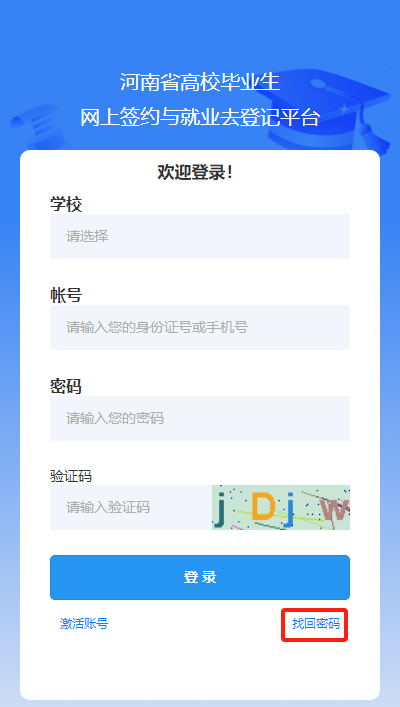 河南省高校毕业生
网上签约与就业去登记平台
欢迎登录!
学校
请选择
帐号
请输入您的身份证号或手机号
密码
请输入您的密码
验证码
请输入验证码
jDjw
登 录
激活账号 找回密码